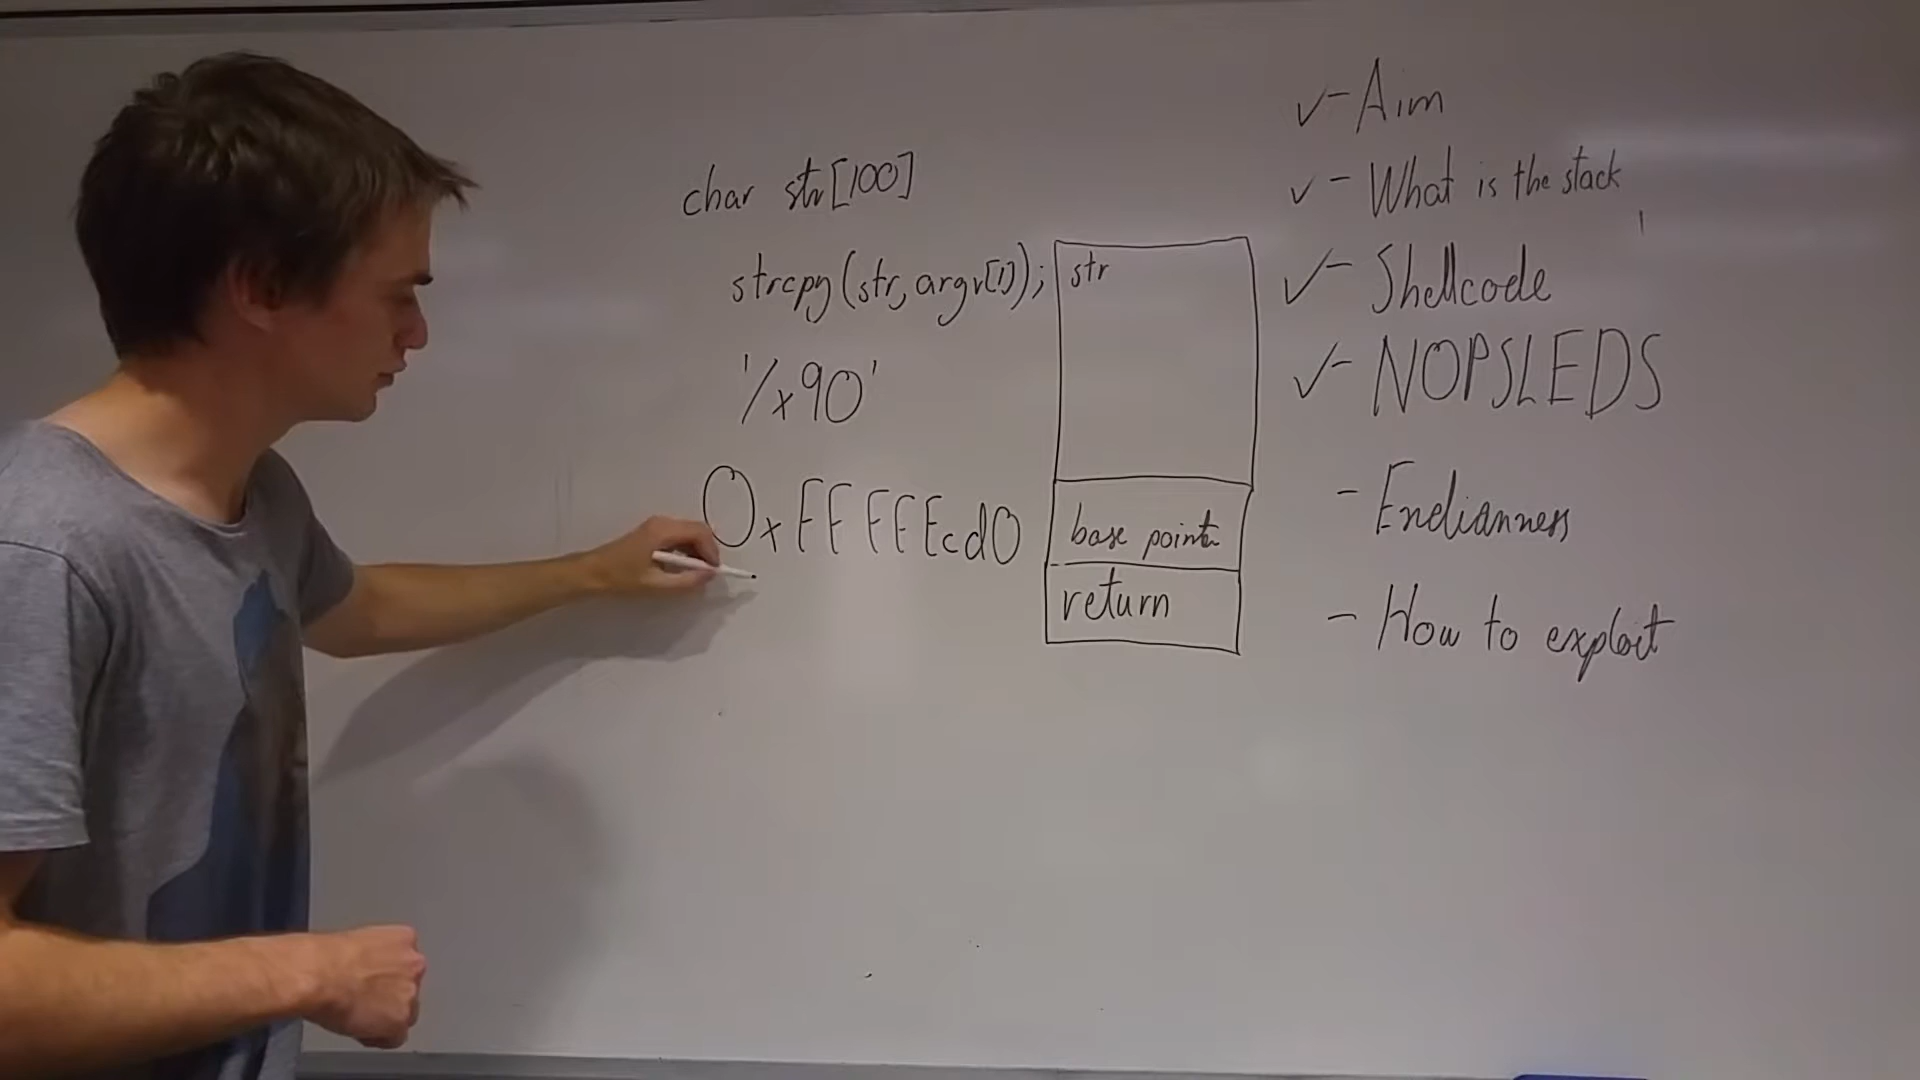 char str[100]
strcpy(str, argv[1]);
'/x90'
0xFFFFFcd0
str
base pointer
return
✓- Aim
✓- What is the stack
✓- Shellcode
✓- NOPSLEDS
- Endianness
- How to exploit